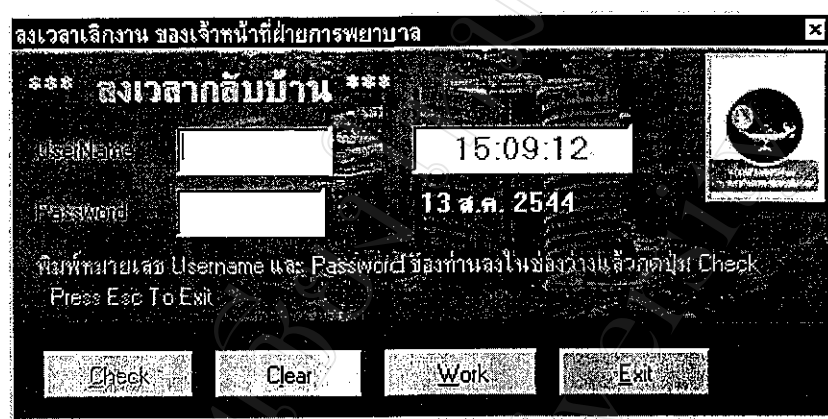 ลงเวลาเลิกงาน ของเจ้าหน้าที่ฝ่ายการพยาบาล
*** ลงเวลากลับบ้าน ***
UserName
15:09:12
Password
13 ส.ค. 2544
พิมพ์หมายเลข Username และ Password ของท่านลงในช่องว่างแล้วกดปุ่ม Check
Press Esc To Exit
Check Clear Work Exit